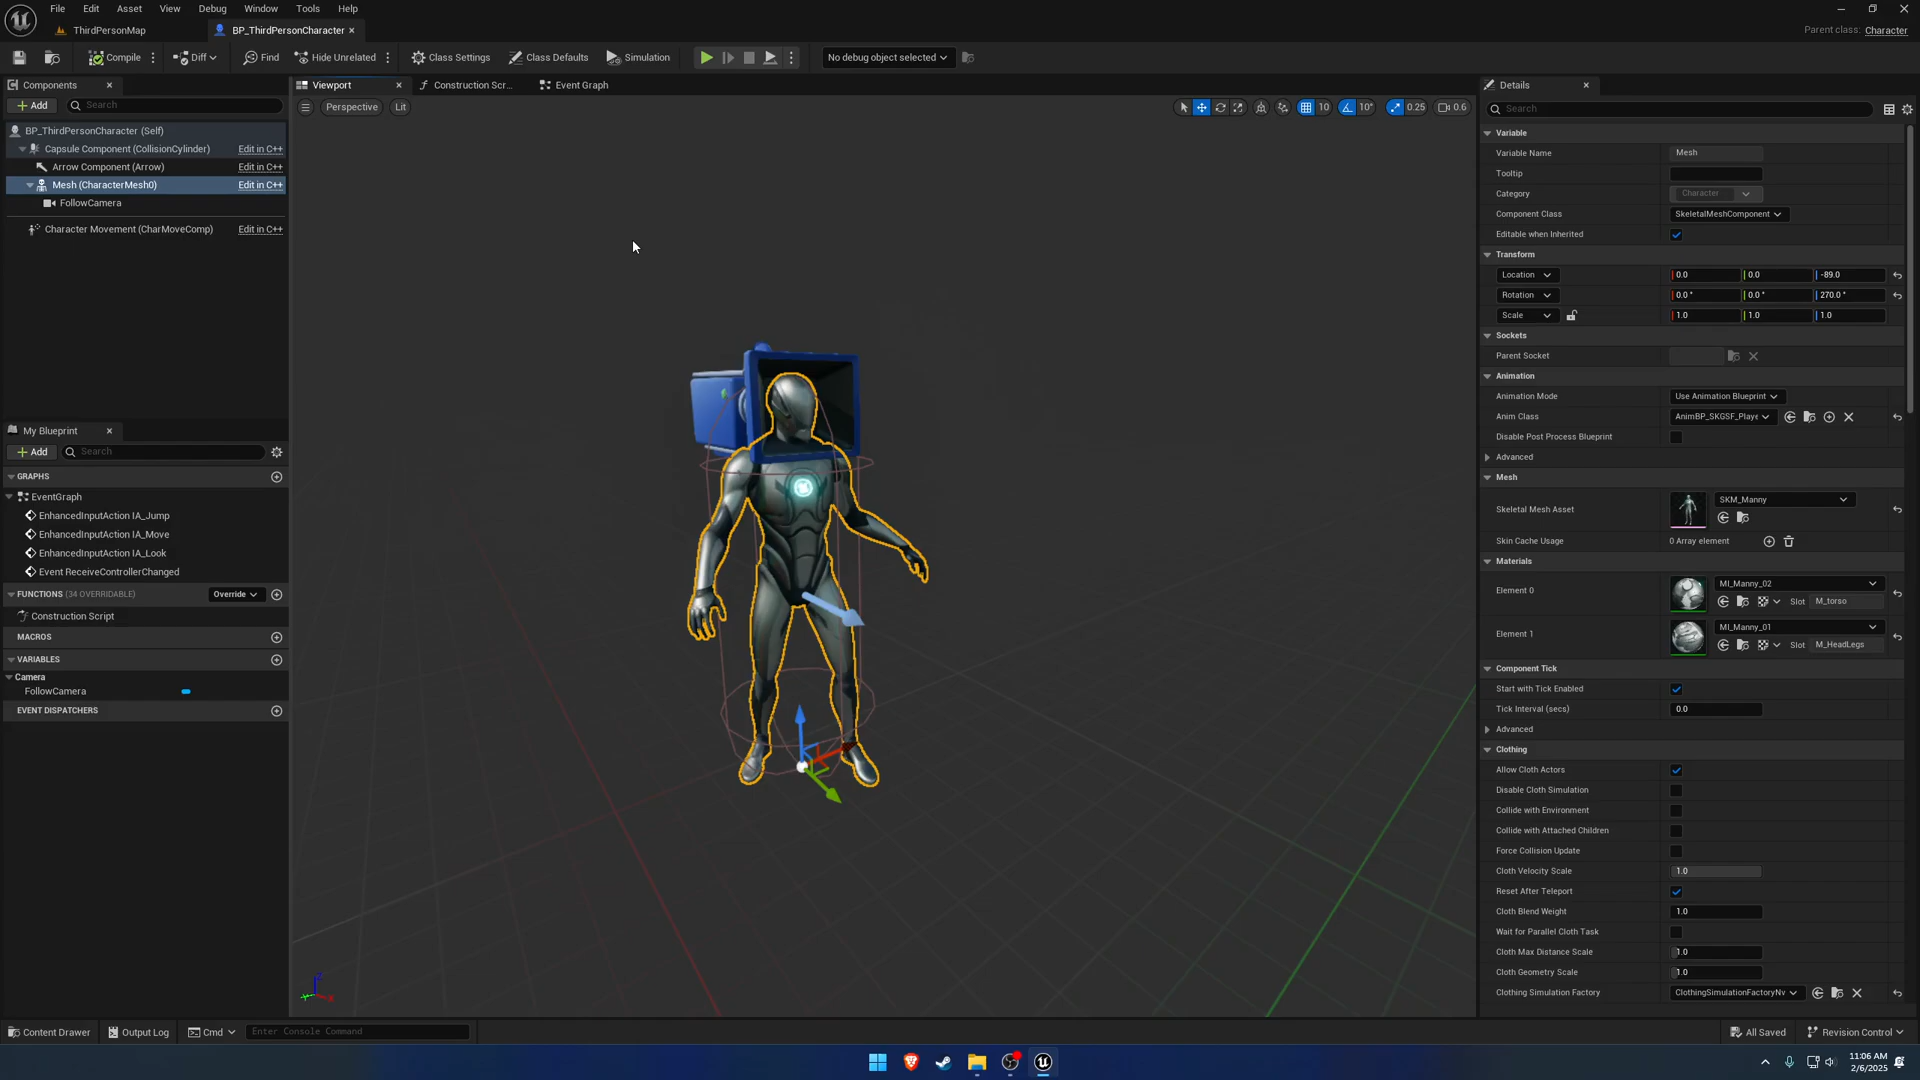 File Edit Asset View Debug Window Tools Help
ThirdPersonMap BP_ThirdPersonCharacter Parent class: Character
Compile Diff Find Hide Unrelated Class Settings Class Defaults Simulation No debug object selected
Components
Add Search
BP_ThirdPersonCharacter (Self)
Capsule Component (CollisionCylinder) Edit in C++
Arrow Component (Arrow) Edit in C++
Mesh (CharacterMesh0) Edit in C++
FollowCamera
Character Movement (CharMoveComp) Edit in C++
My Blueprint
Add Search
GRAPHS
EventGraph
EnhancedInputAction IA_Jump
EnhancedInputAction IA_Move
EnhancedInputAction IA_Look
Event ReceiveControllerChanged
FUNCTIONS (34 OVERRIDABLE) Override
Construction Script
MACROS
VARIABLES
Camera
FollowCamera
EVENT DISPATCHERS
Viewport Construction Scr... Event Graph
Perspective Lit 10 10° 0.25 0.6
Details
Search
Variable
Variable Name Mesh
Tooltip
Category Character
Component Class SkeletalMeshComponent
Editable when Inherited
Transform
Location 0.0 0.0 -89.0
Rotation 0.0 ° 0.0 ° 270.0 °
Scale 1.0 1.0 1.0
Sockets
Parent Socket
Animation
Animation Mode Use Animation Blueprint
Anim Class AnimBP_SKGSF_Playe
Disable Post Process Blueprint
Advanced
Mesh
Skeletal Mesh Asset SKM_Manny
Skin Cache Usage 0 Array element
Materials
Element 0 MI_Manny_02
Slot M_torso
Element 1 MI_Manny_01
Slot M_HeadLegs
Component Tick
Start with Tick Enabled
Tick Interval (secs) 0.0
Advanced
Clothing
Allow Cloth Actors
Disable Cloth Simulation
Collide with Environment
Collide with Attached Children
Force Collision Update
Cloth Velocity Scale 1.0
Reset After Teleport
Cloth Blend Weight 1.0
Wait for Parallel Cloth Task
Cloth Max Distance Scale 1.0
Cloth Geometry Scale 1.0
Clothing Simulation Factory ClothingSimulationFactoryNv
Content Drawer Output Log Cmd Enter Console Command All Saved Revision Control
11:06 AM
2/6/2025